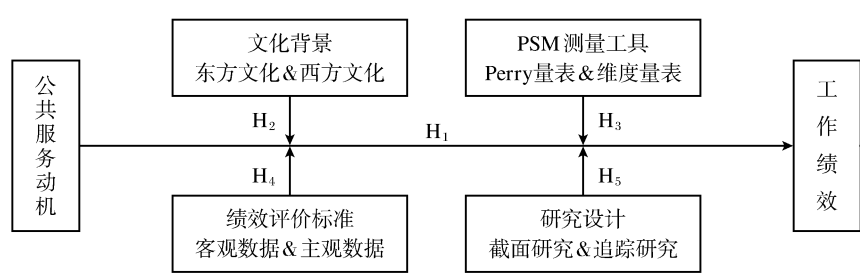 公共服务动机
文化背景
东方文化&西方文化
PSM测量工具
Perry量表&维度量表
H2
H3
H1
H4
H5
绩效评价标准
客观数据&主观数据
研究设计
截面研究&追踪研究
工作绩效